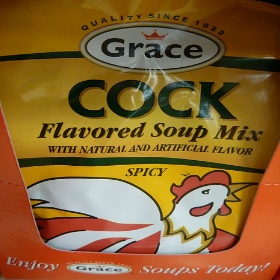 QUALITY SINCE 1922
Grace
COCK
Flavored Soup Mix
WITH NATURAL AND ARTIFICIAL FLAVOR
SPICY
Enjoy Grace Soups Today!